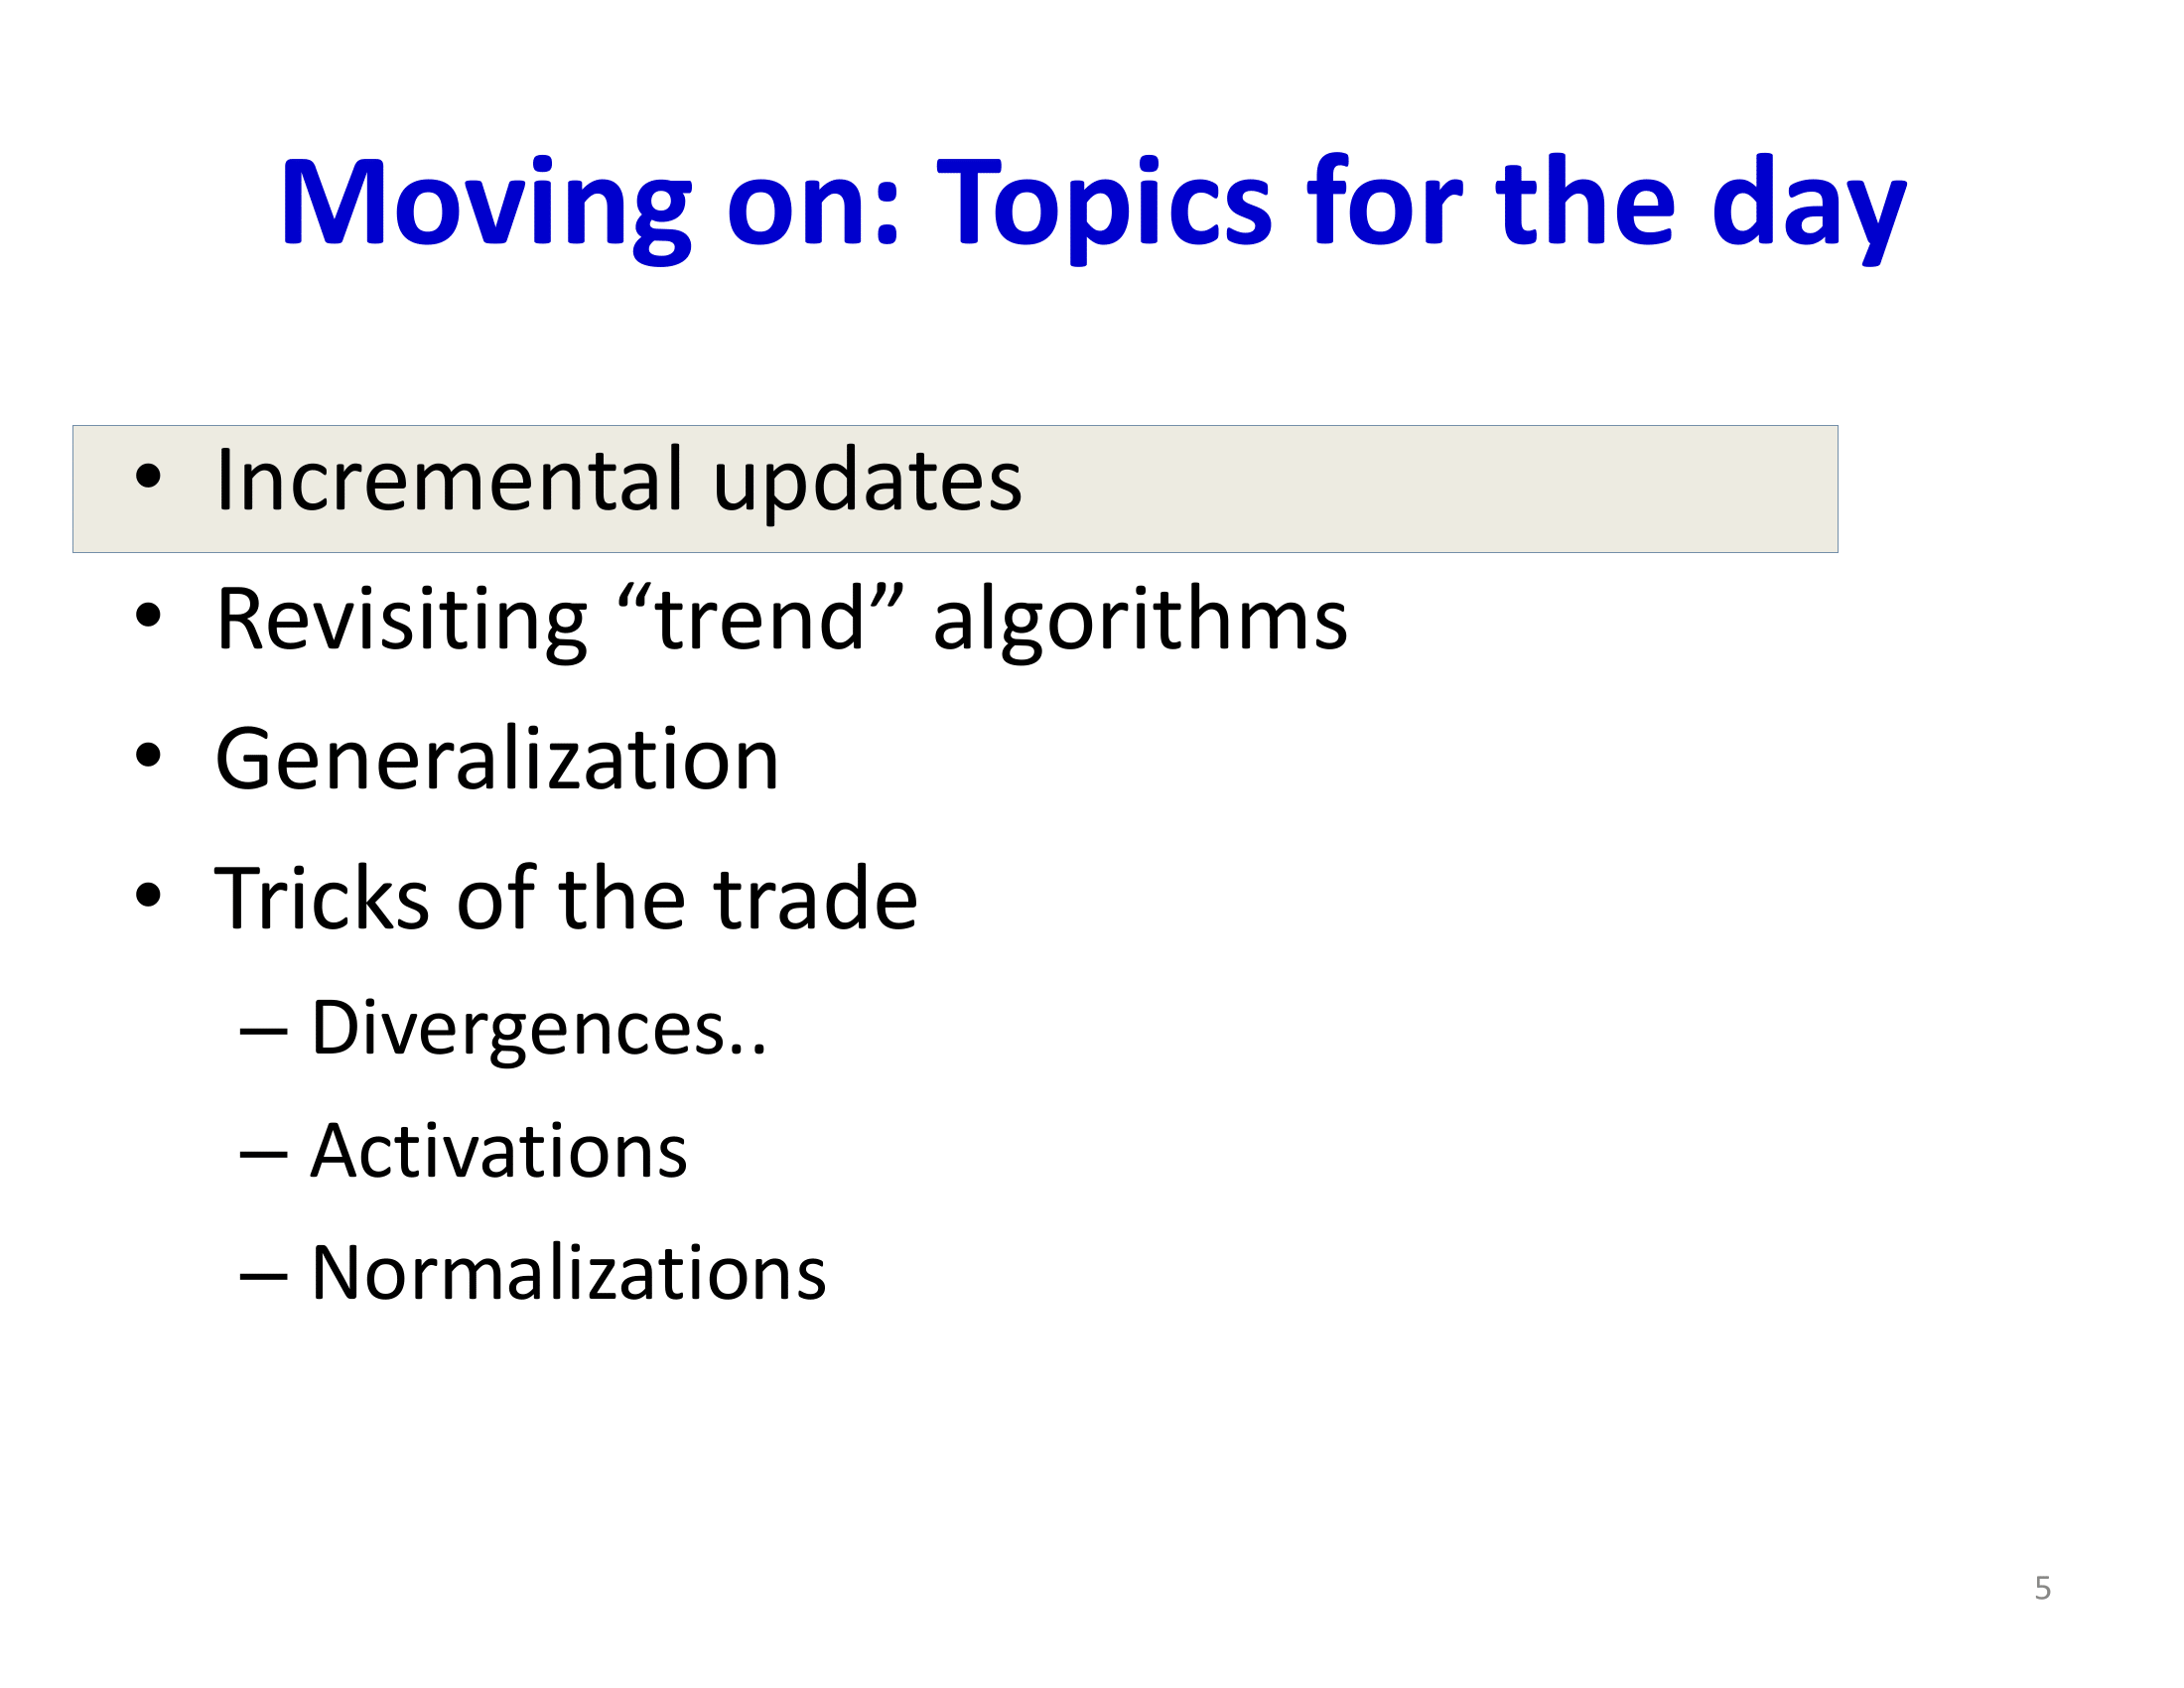 Moving on: Topics for the day
• Incremental updates
• Revisiting “trend” algorithms
• Generalization
• Tricks of the trade
– Divergences..
– Activations
– Normalizations
5